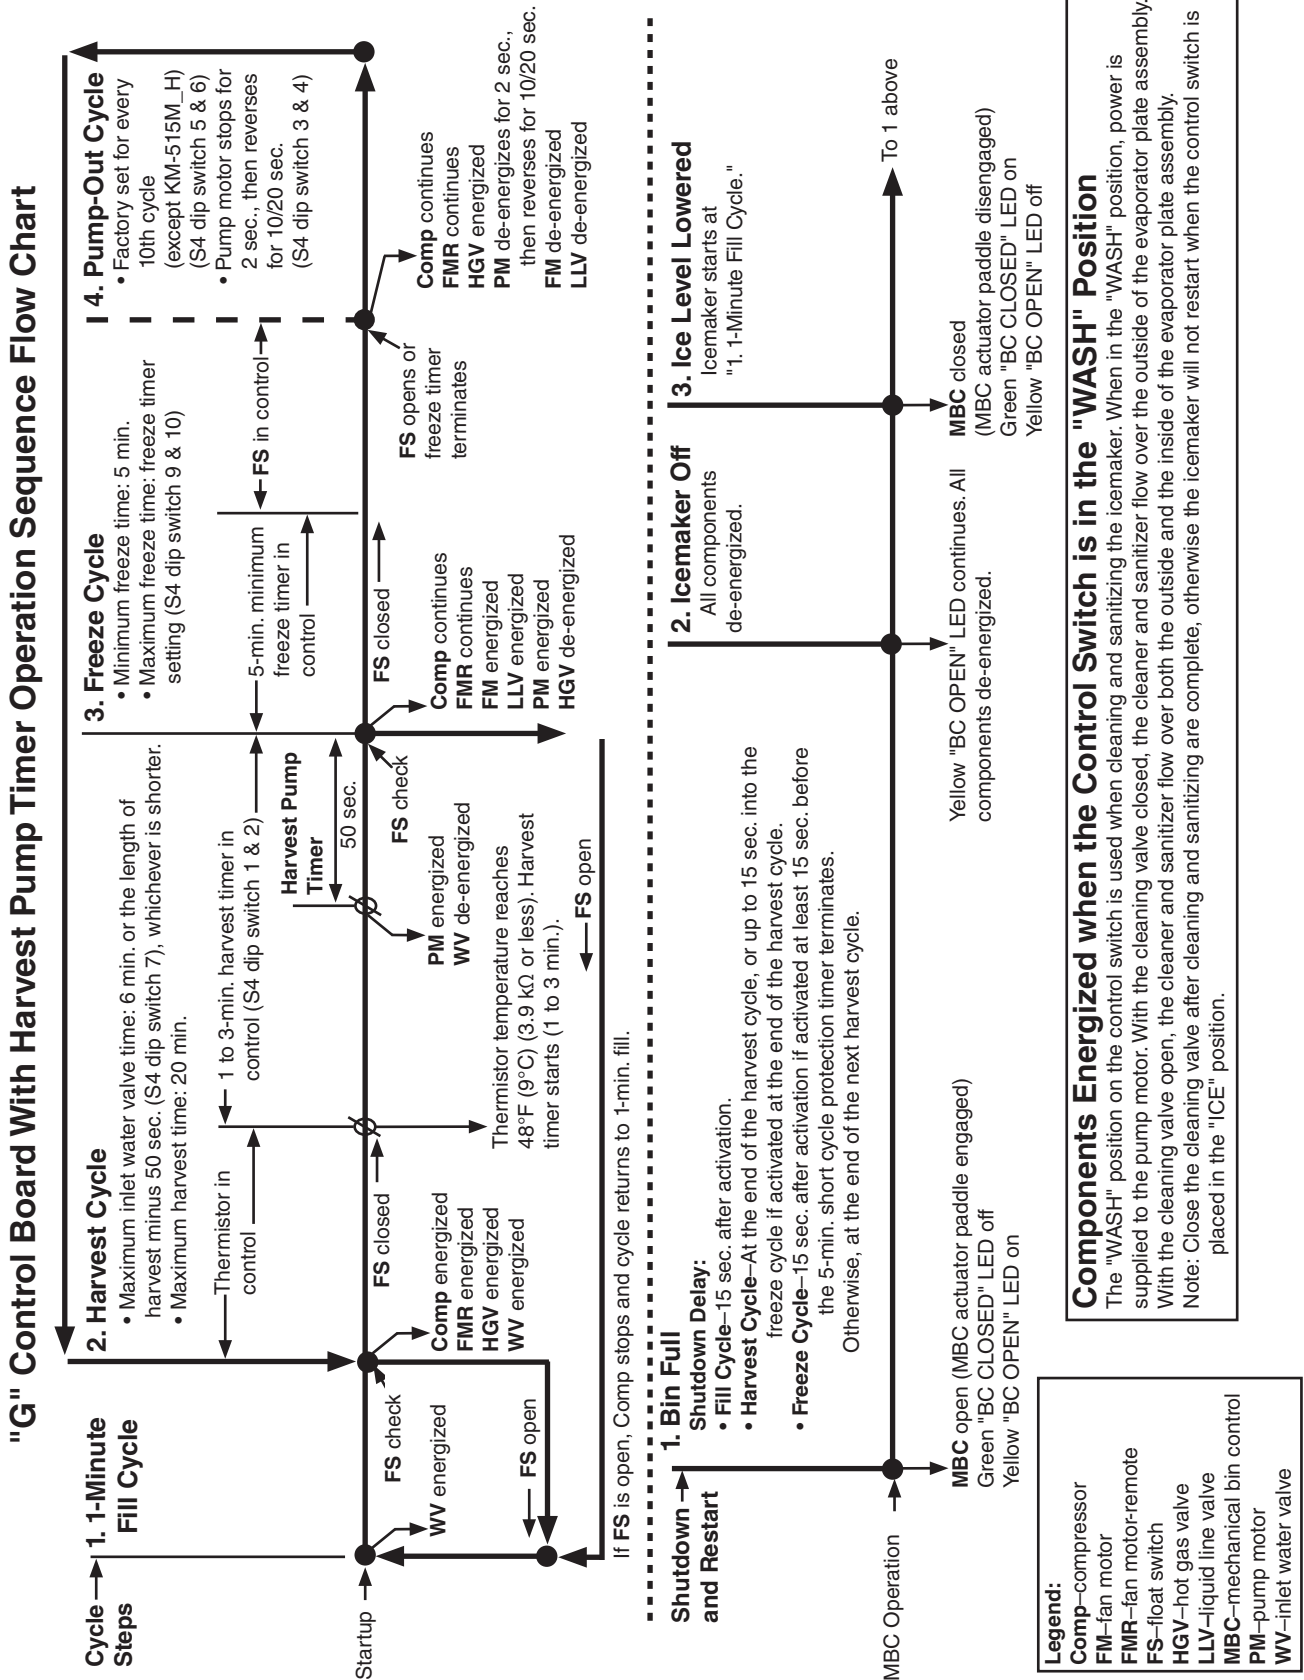 "G" Control Board With Harvest Pump Timer Operation Sequence Flow Chart
Cycle
Steps
1. 1-Minute
Fill Cycle
2. Harvest Cycle
• Maximum inlet water valve time: 6 min. or the length of
harvest minus 50 sec. (S4 dip switch 7), whichever is shorter.
• Maximum harvest time: 20 min.
3. Freeze Cycle
• Minimum freeze time: 5 min.
• Maximum freeze time: freeze timer
setting (S4 dip switch 9 & 10)
4. Pump-Out Cycle
• Factory set for every
10th cycle
(except KM-515M_H)
(S4 dip switch 5 & 6)
• Pump motor stops for
2 sec., then reverses
for 10/20 sec.
(S4 dip switch 3 & 4)
Thermistor in
control
1 to 3-min. harvest timer in
control (S4 dip switch 1 & 2)
5-min. minimum
freeze timer in
control
FS in control
Harvest Pump
Timer
50 sec.
Startup
WV energized
FS check
FS open
Comp energized
FMR energized
HGV energized
WV energized
FS closed
Thermistor temperature reaches
48°F (9°C) (3.9 kΩ or less). Harvest
timer starts (1 to 3 min.).
PM energized
WV de-energized
FS check
FS open
Comp continues
FMR continues
FM energized
LLV energized
PM energized
HGV de-energized
FS closed
FS opens or
freeze timer
terminates
Comp continues
FMR continues
HGV energized
PM de-energizes for 2 sec.,
then reverses for 10/20 sec.
FM de-energized
LLV de-energized
If FS is open, Comp stops and cycle returns to 1-min. fill.
Shutdown
and Restart
1. Bin Full
Shutdown Delay:
• Fill Cycle–15 sec. after activation.
• Harvest Cycle–At the end of the harvest cycle, or up to 15 sec. into the
freeze cycle if activated at the end of the harvest cycle.
• Freeze Cycle–15 sec. after activation if activated at least 15 sec. before
the 5-min. short cycle protection timer terminates.
Otherwise, at the end of the next harvest cycle.
2. Icemaker Off
All components
de-energized.
3. Ice Level Lowered
Icemaker starts at
"1. 1-Minute Fill Cycle."
MBC Operation
To 1 above
MBC open (MBC actuator paddle engaged)
Green "BC CLOSED" LED off
Yellow "BC OPEN" LED on
Yellow "BC OPEN" LED continues. All
components de-energized.
MBC closed
(MBC actuator paddle disengaged)
Green "BC CLOSED" LED on
Yellow "BC OPEN" LED off
Legend:
Comp–compressor
FM–fan motor
FMR–fan motor-remote
FS–float switch
HGV–hot gas valve
LLV–liquid line valve
MBC–mechanical bin control
PM–pump motor
WV–inlet water valve
Components Energized when the Control Switch is in the "WASH" Position
The "WASH" position on the control switch is used when cleaning and sanitizing the icemaker. When in the "WASH" position, power is
supplied to the pump motor. With the cleaning valve closed, the cleaner and sanitizer flow over the outside of the evaporator plate assembly.
With the cleaning valve open, the cleaner and sanitizer flow over both the outside and the inside of the evaporator plate assembly.
Note: Close the cleaning valve after cleaning and sanitizing are complete, otherwise the icemaker will not restart when the control switch is
placed in the "ICE" position.